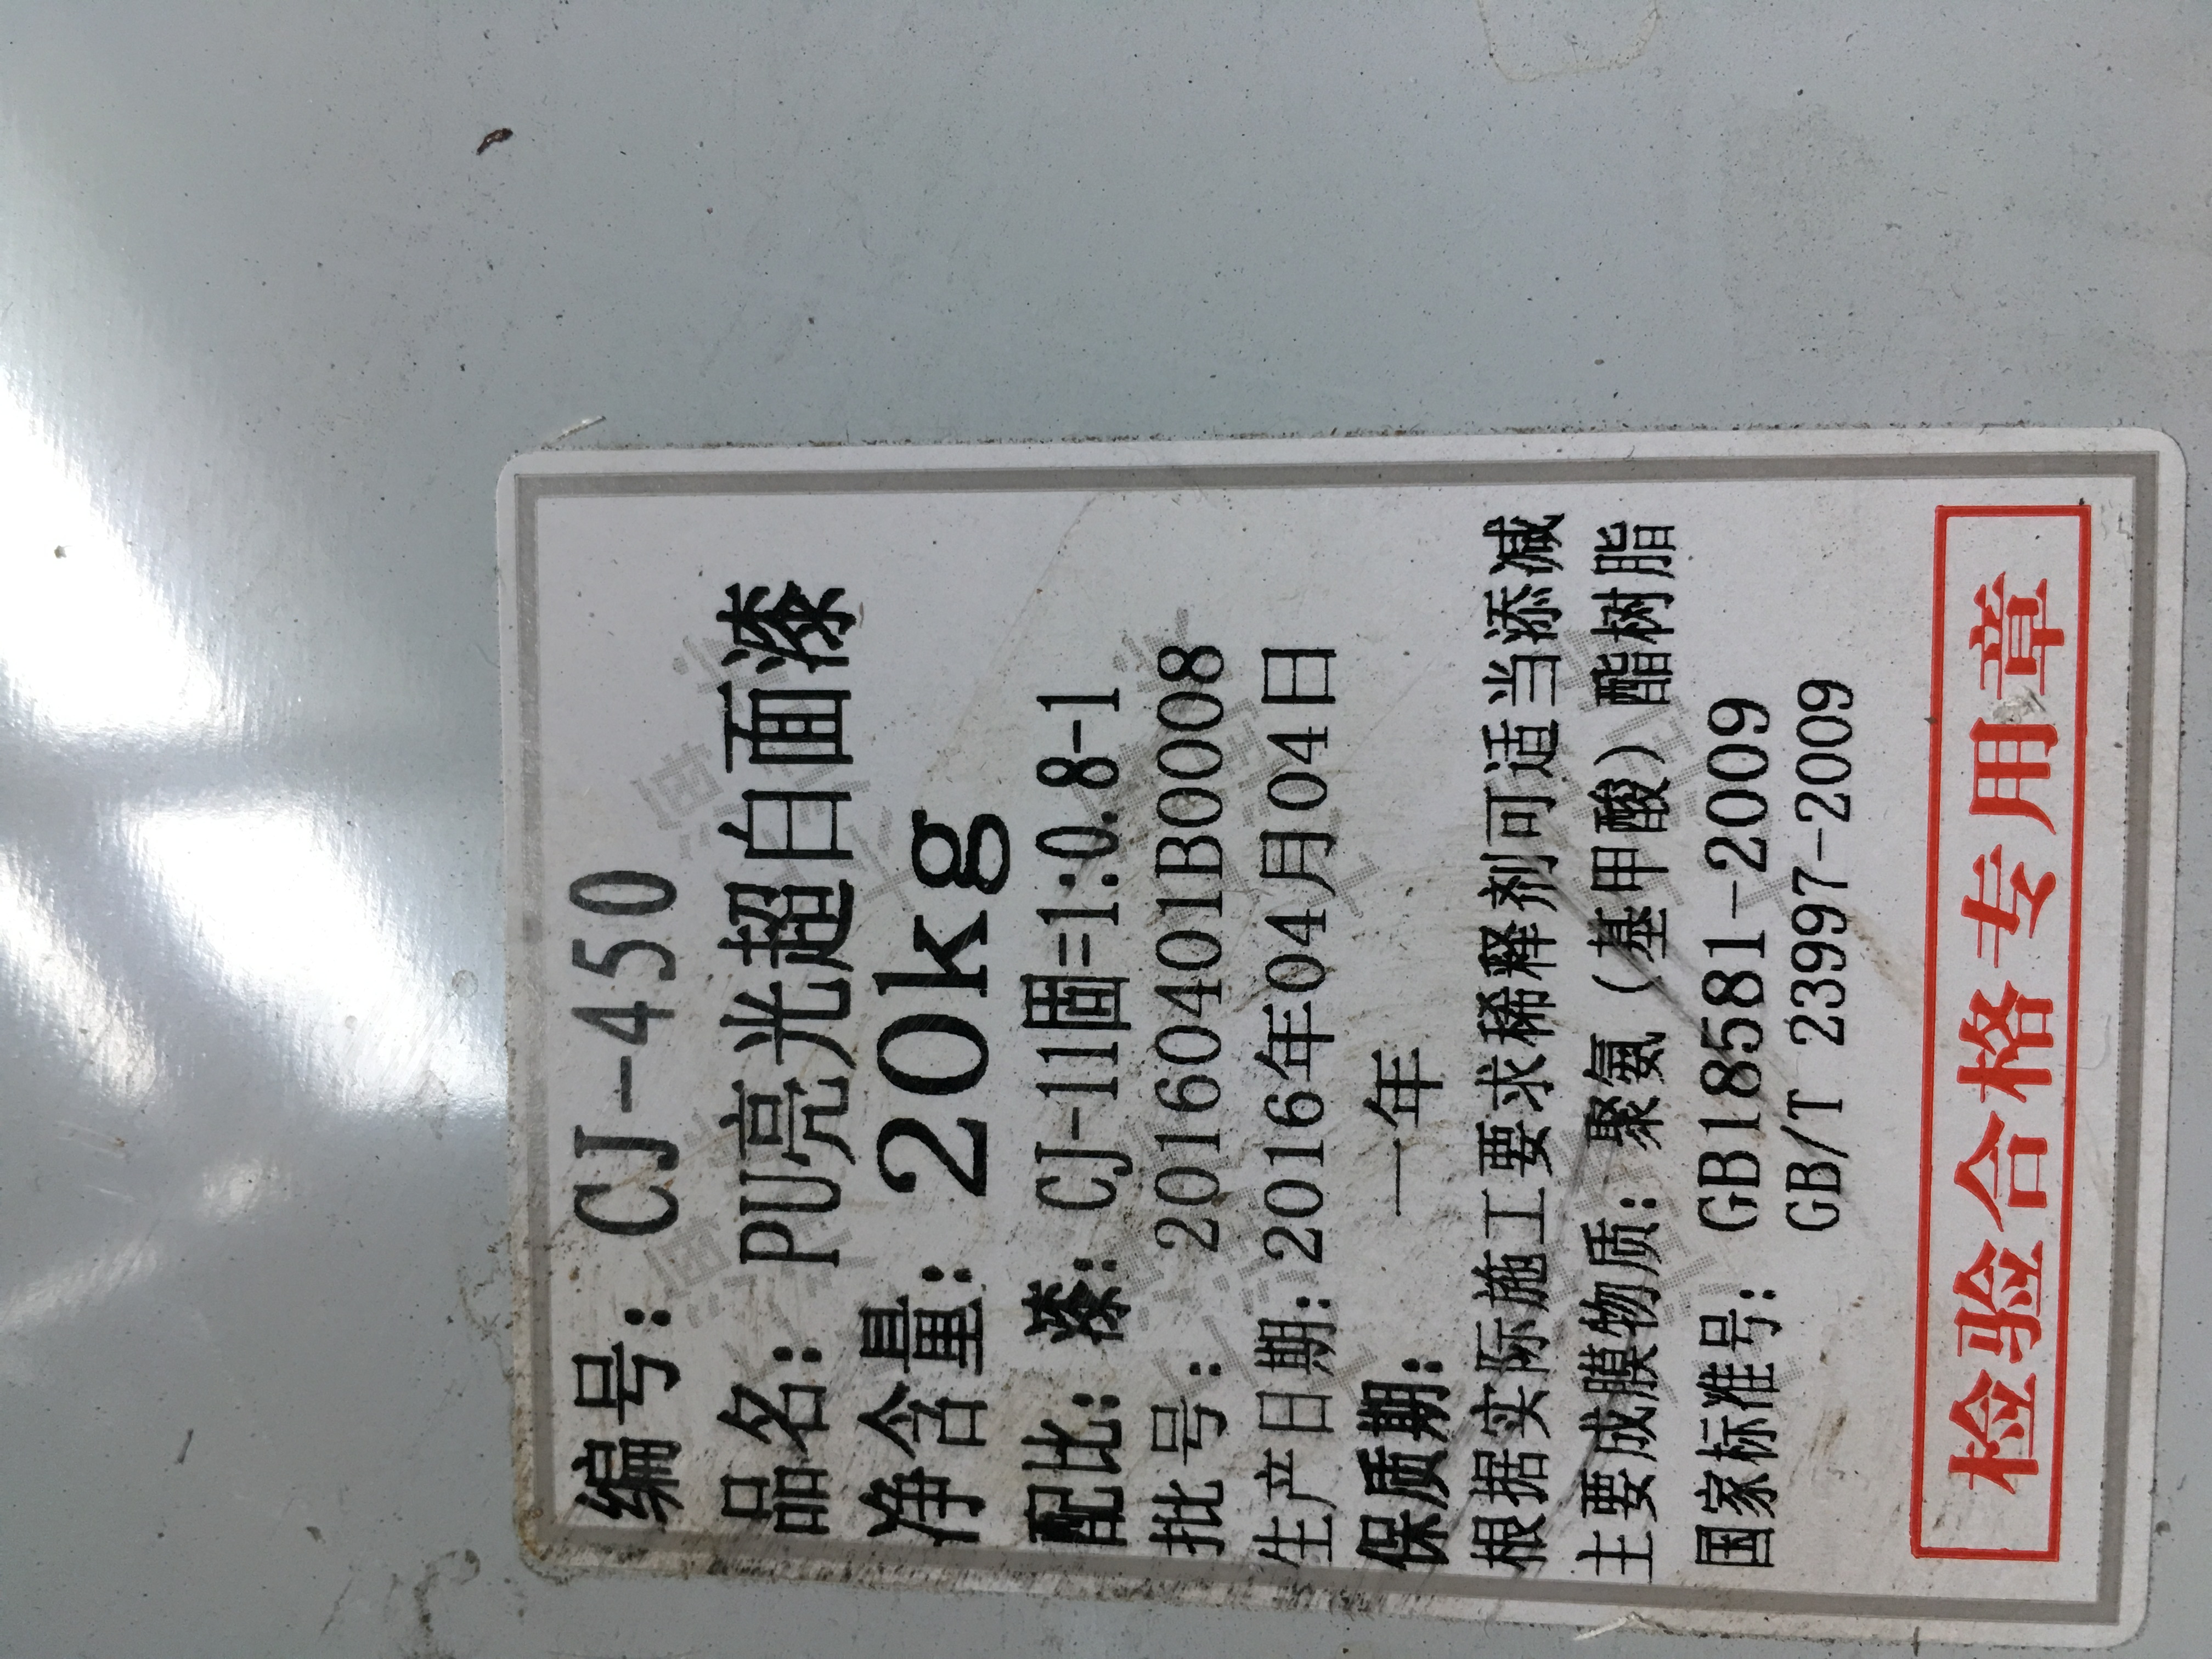 编号：CJ-450
品名：PU亮光超白面漆
净含量：20kg
配比：漆：CJ-11固=1:0.8-1
批号：20160401B0008
生产日期:2016年04月04日
保质期：一年
根据实际施工要求稀释剂可适当添减
主要成膜物质：聚氨（基甲酸）酯树脂
国家标准号：GB18581-2009
GB/T 23997-2009
检验合格专用章